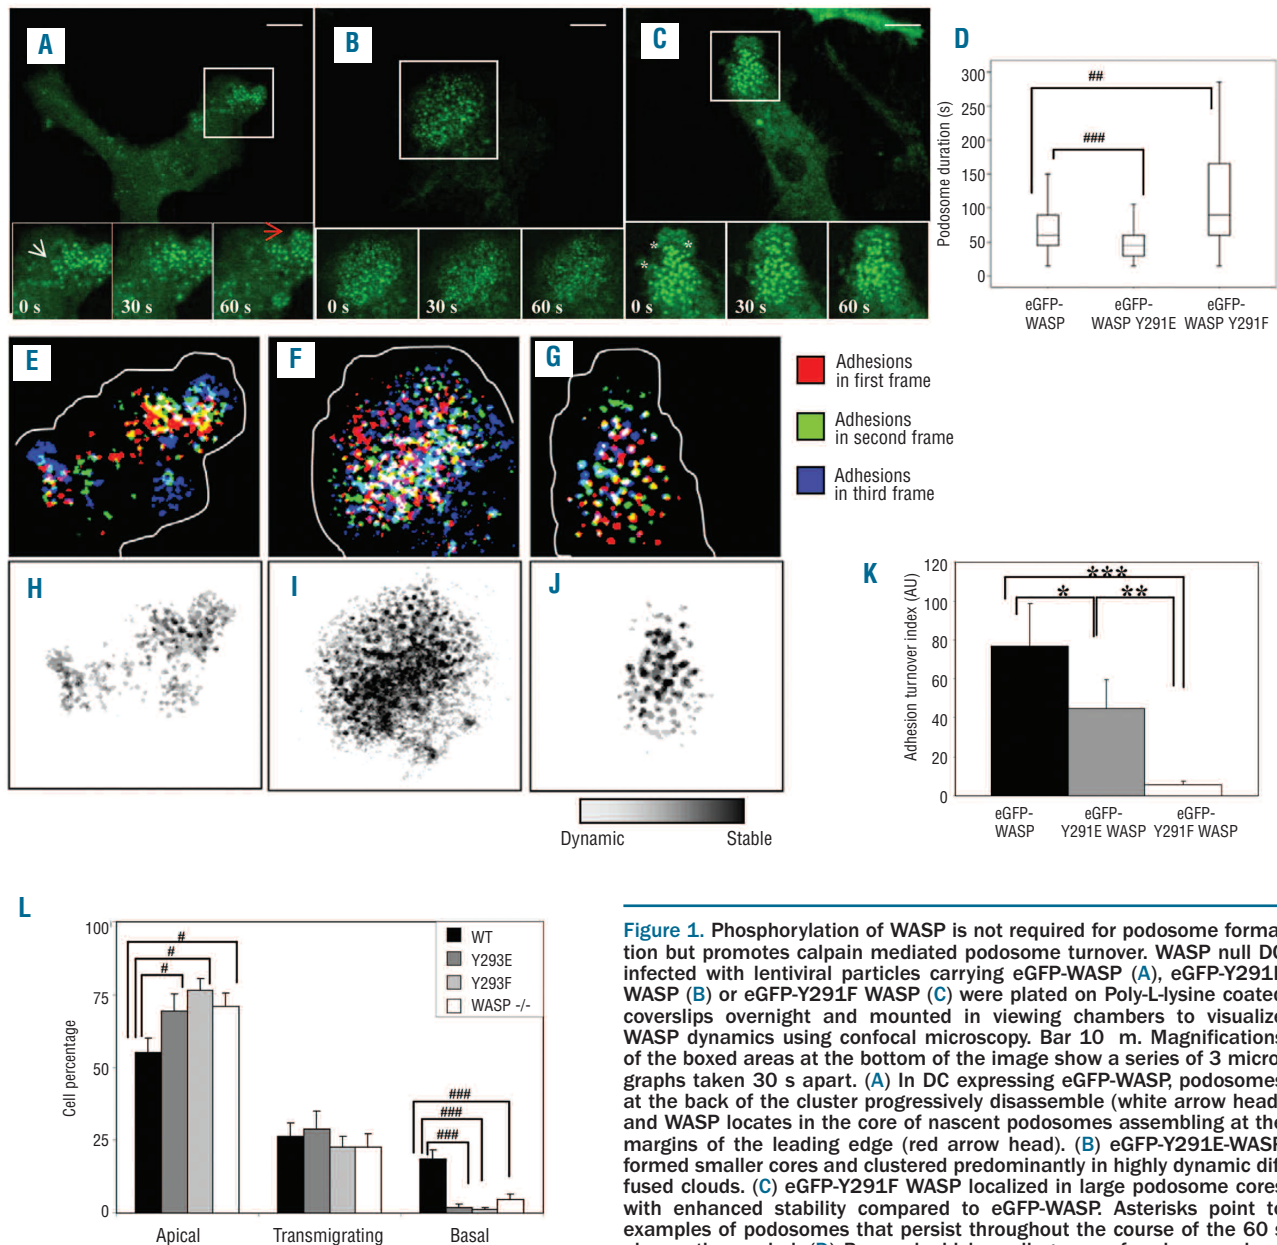 A
B
C
D
0 s
30 s
60 s
0 s
30 s
60 s
*
*
*
0 s
30 s
60 s
Podosome duration (s)
300
250
200
150
100
50
0
##
###
eGFP-
WASP
eGFP-
WASP Y291E
eGFP-
WASP Y291F
E
F
G
Adhesions
in first frame
Adhesions
in second frame
Adhesions
in third frame
H
I
J
Dynamic
Stable
K
Adhesion turnover index (AU)
120
100
80
60
40
20
0
***
*
**
eGFP-
WASP
eGFP-
Y291E WASP
eGFP-
Y291F WASP
L
Cell percentage
100
75
50
25
0
#
#
#
###
###
###
WT
Y293E
Y293F
WASP -/-
Apical
Transmigrating
Basal
Figure 1. Phosphorylation of WASP is not required for podosome forma
tion but promotes calpain mediated podosome turnover. WASP null DC
infected with lentiviral particles carrying eGFP-WASP (A), eGFP-Y291E
WASP (B) or eGFP-Y291F WASP (C) were plated on Poly-L-lysine coated
coverslips overnight and mounted in viewing chambers to visualize
WASP dynamics using confocal microscopy. Bar 10 m. Magnifications
of the boxed areas at the bottom of the image show a series of 3 micro
graphs taken 30 s apart. (A) In DC expressing eGFP-WASP, podosomes
at the back of the cluster progressively disassemble (white arrow head
and WASP locates in the core of nascent podosomes assembling at the
margins of the leading edge (red arrow head). (B) eGFP-Y291E-WASP
formed smaller cores and clustered predominantly in highly dynamic dif
fused clouds. (C) eGFP-Y291F WASP localized in large podosome cores
with enhanced stability compared to eGFP-WASP. Asterisks point to
examples of podosomes that persist throughout the course of the 60 s